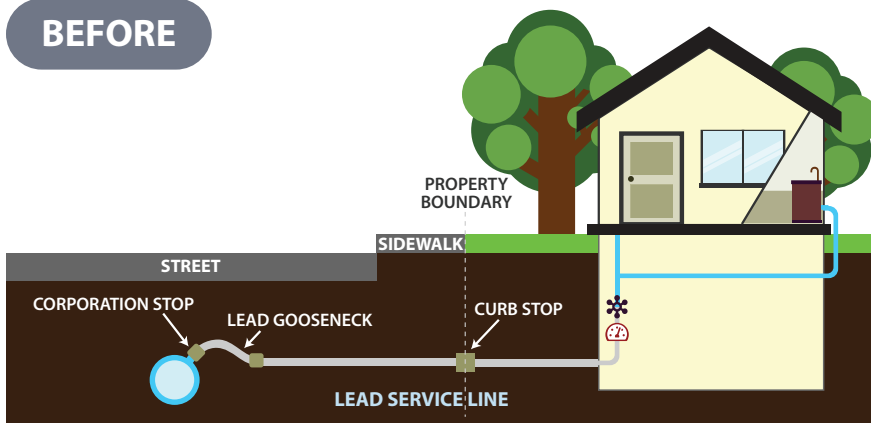 BEFORE
PROPERTY
BOUNDARY
SIDEWALK
STREET
CORPORATION STOP
LEAD GOOSENECK
CURB STOP
LEAD SERVICE LINE